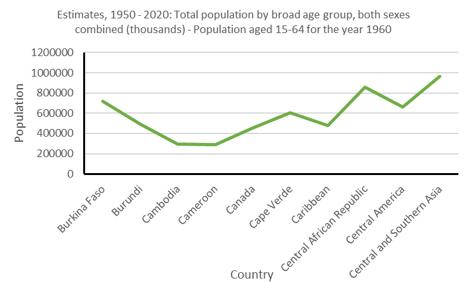 Estimates, 1950 - 2020: Total population by broad age group, both sexes
combined (thousands) - Population aged 15-64 for the year 1960
1200000
1000000
800000
600000
400000
200000
0
Population
Burkina Faso
Burundi
Cambodia
Cameroon
Canada
Cape Verde
Caribbean
Central African Republic
Central America
Central and Southern Asia
Country